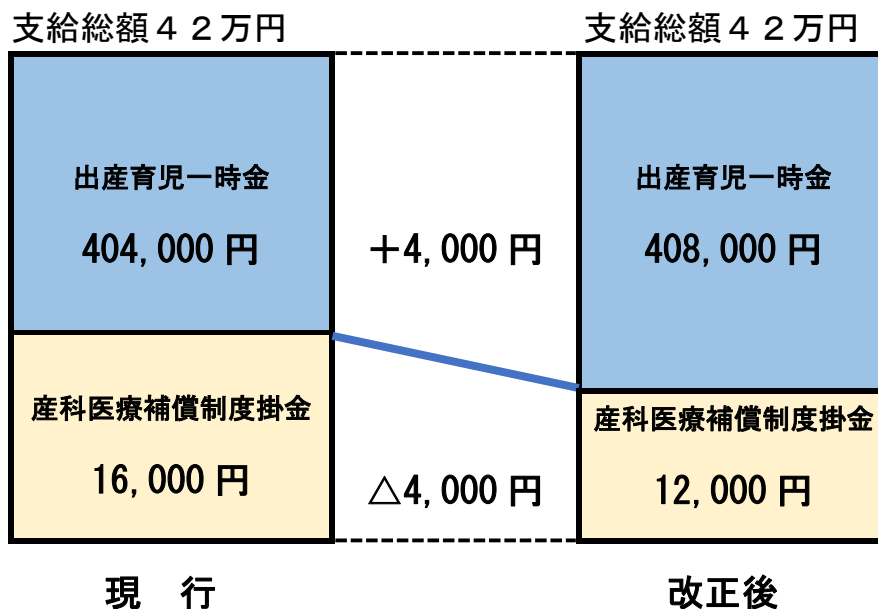 支給総額４２万円
支給総額４２万円
出産育児一時金
404,000 円
＋4,000 円
出産育児一時金
408,000 円
産科医療補償制度掛金
16,000 円
△4,000 円
産科医療補償制度掛金
12,000 円
現　行
改正後